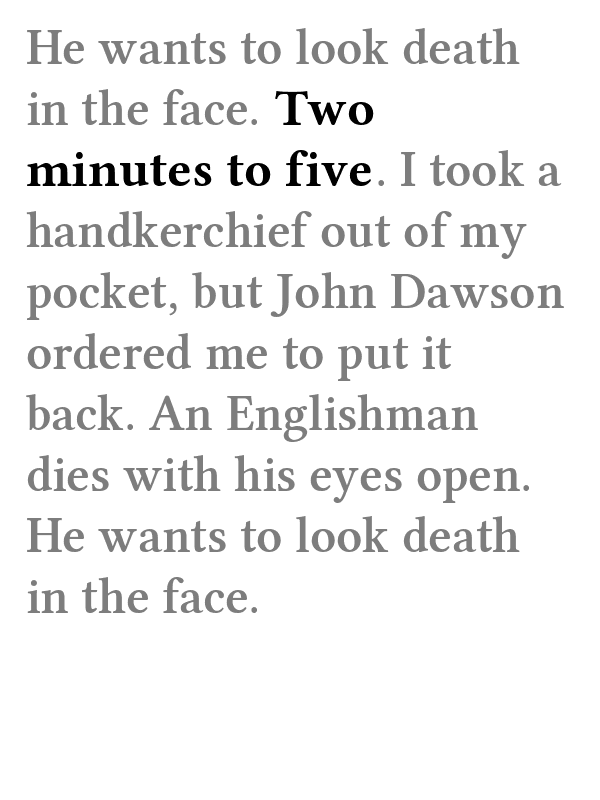 He wants to look death
in the face. Two
minutes to five. I took a
handkerchief out of my
pocket, but John Dawson
ordered me to put it
back. An Englishman
dies with his eyes open.
He wants to look death
in the face.